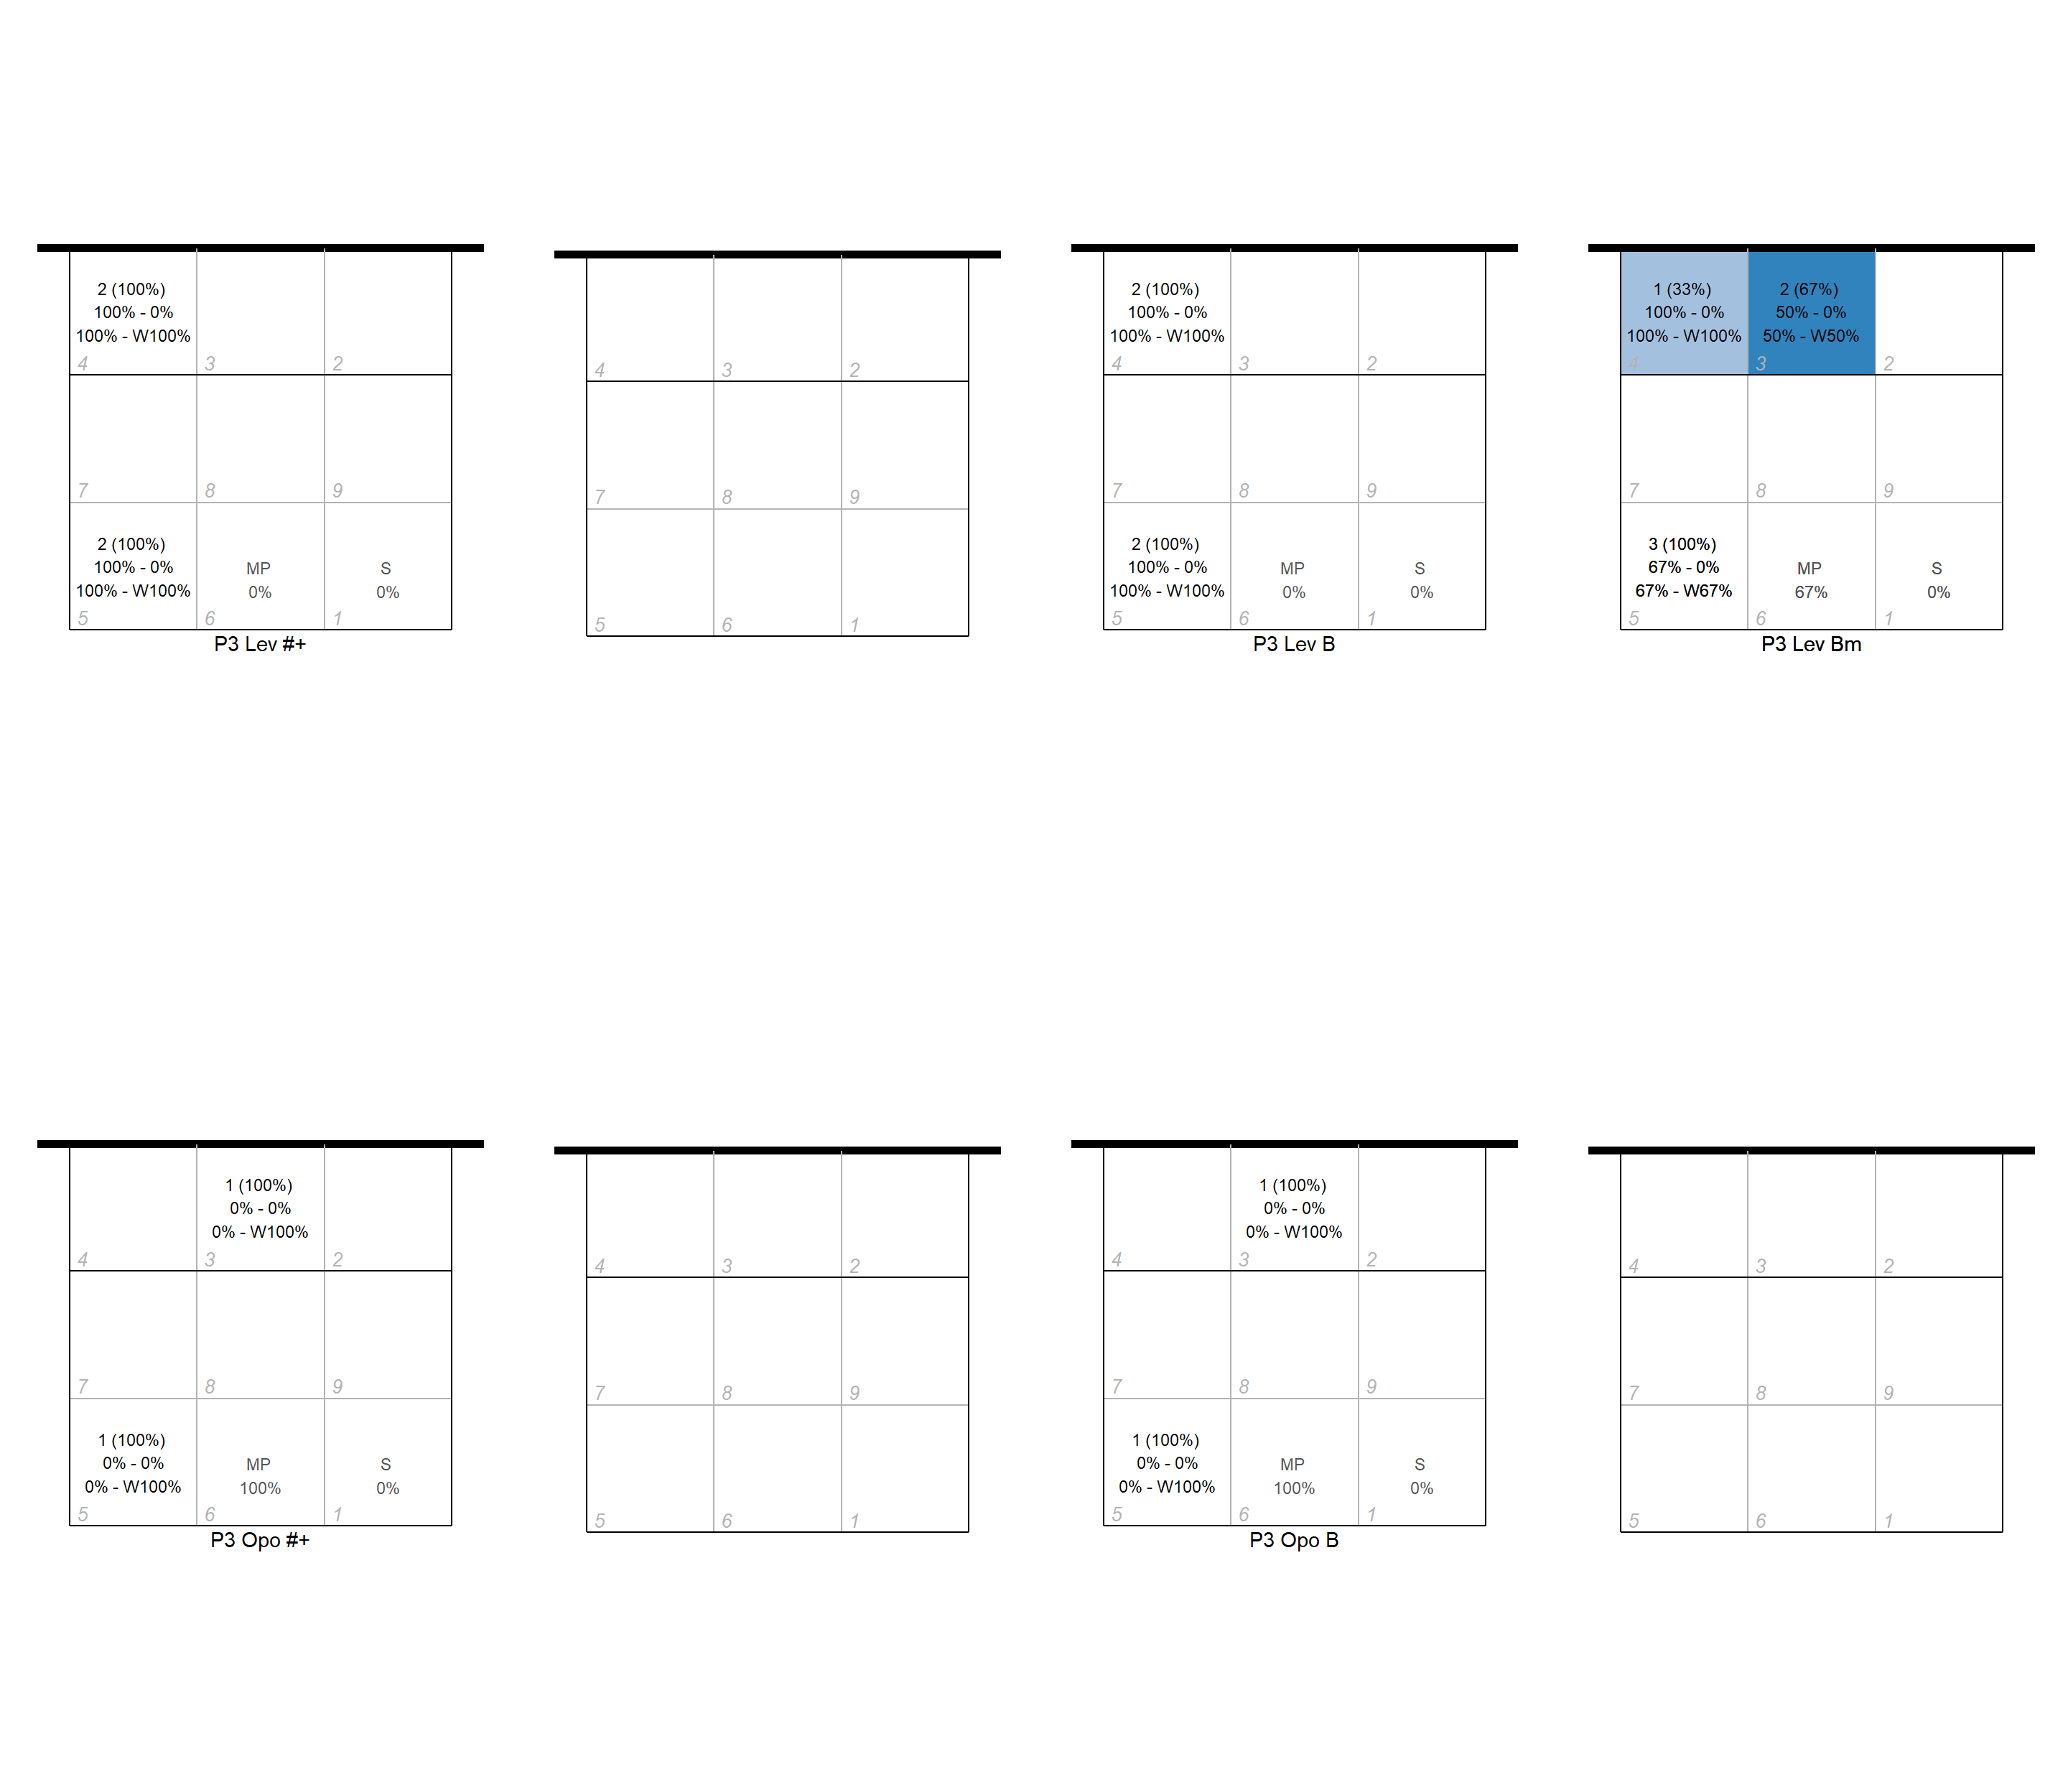 2 (100%)
100% - 0%
100% - W100%
4
3
2
7
8
9
2 (100%)
100% - 0%
100% - W100%
MP
0%
S
0%
5
6
1
P3 Lev #+
4
3
2
7
8
9
5
6
1
2 (100%)
100% - 0%
100% - W100%
4
3
2
7
8
9
2 (100%)
100% - 0%
100% - W100%
MP
0%
S
0%
5
6
1
P3 Lev B
1 (33%)
100% - 0%
100% - W100%
2 (67%)
50% - 0%
50% - W50%
4
3
2
7
8
9
3 (100%)
67% - 0%
67% - W67%
MP
67%
S
0%
5
6
1
P3 Lev Bm
1 (100%)
0% - 0%
0% - W100%
4
3
2
7
8
9
1 (100%)
0% - 0%
0% - W100%
MP
100%
S
0%
5
6
1
P3 Opo #+
4
3
2
7
8
9
5
6
1
1 (100%)
0% - 0%
0% - W100%
4
3
2
7
8
9
1 (100%)
0% - 0%
0% - W100%
MP
100%
S
0%
5
6
1
P3 Opo B
4
3
2
7
8
9
5
6
1